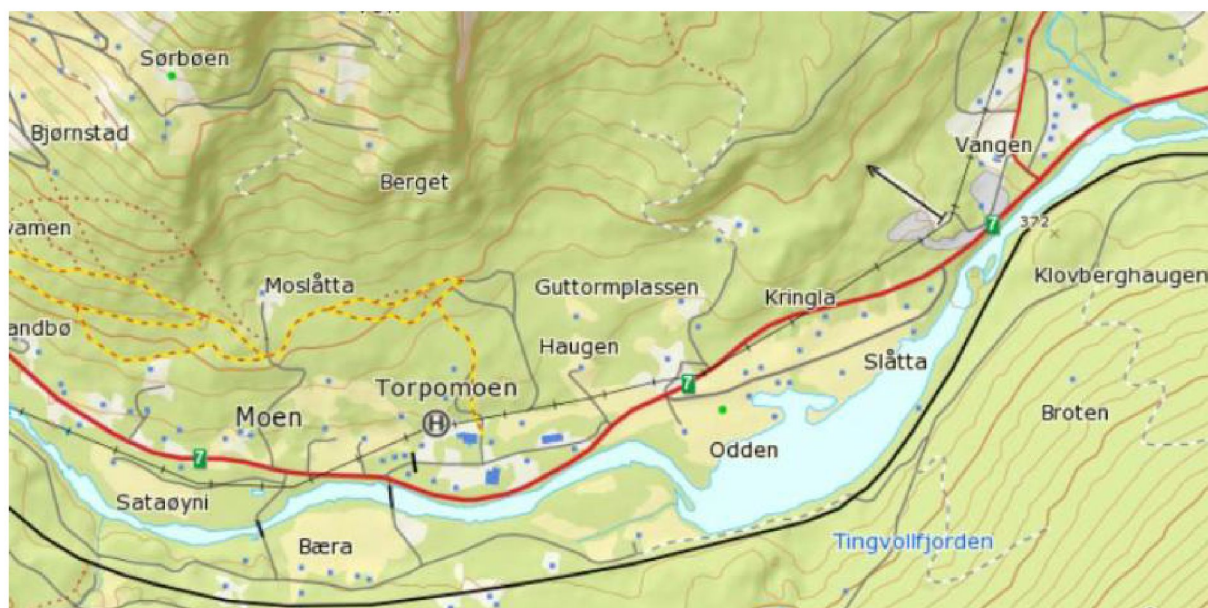 Sørbøen
Bjørnstad
Vangen
Berget
vamen
7
372
Moslåtta
Guttormplassen
Kringla
Klovberghaugen
andbø
Haugen
Slåtta
Torpomoen
7
Moen
H
Broten
Odden
7
Sataøyni
Bæra
Tingvollfjorden